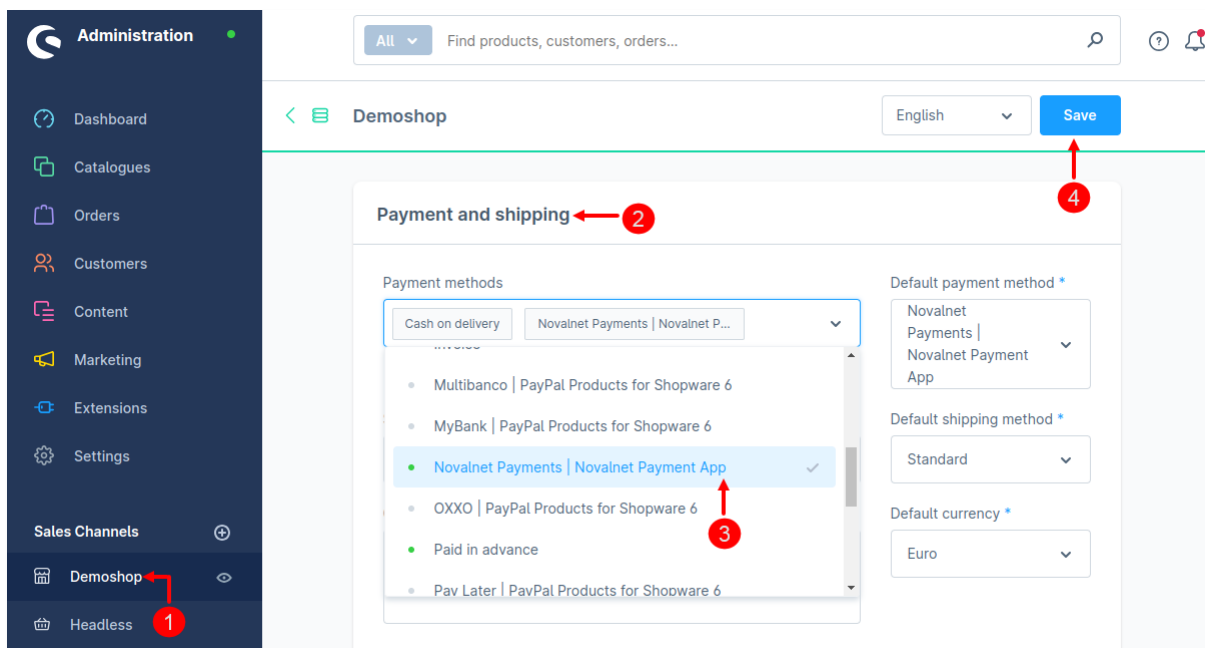 Administration
All
Find products, customers, orders...
Dashboard
Catalogues
Orders
Customers
Content
Marketing
Extensions
Settings
Sales Channels
Demoshop
1
Headless
Demoshop
English
Save
4
Payment and shipping
2
Payment methods
Cash on delivery
Novalnet Payments | Novalnet P...
Multibanco | PayPal Products for Shopware 6
MyBank | PayPal Products for Shopware 6
Novalnet Payments | Novalnet Payment App
OXXO | PayPal Products for Shopware 6
3
Paid in advance
Pay Later | PayPal Products for Shopware 6
Default payment method *
Novalnet
Payments |
Novalnet Payment
App
Default shipping method *
Standard
Default currency *
Euro